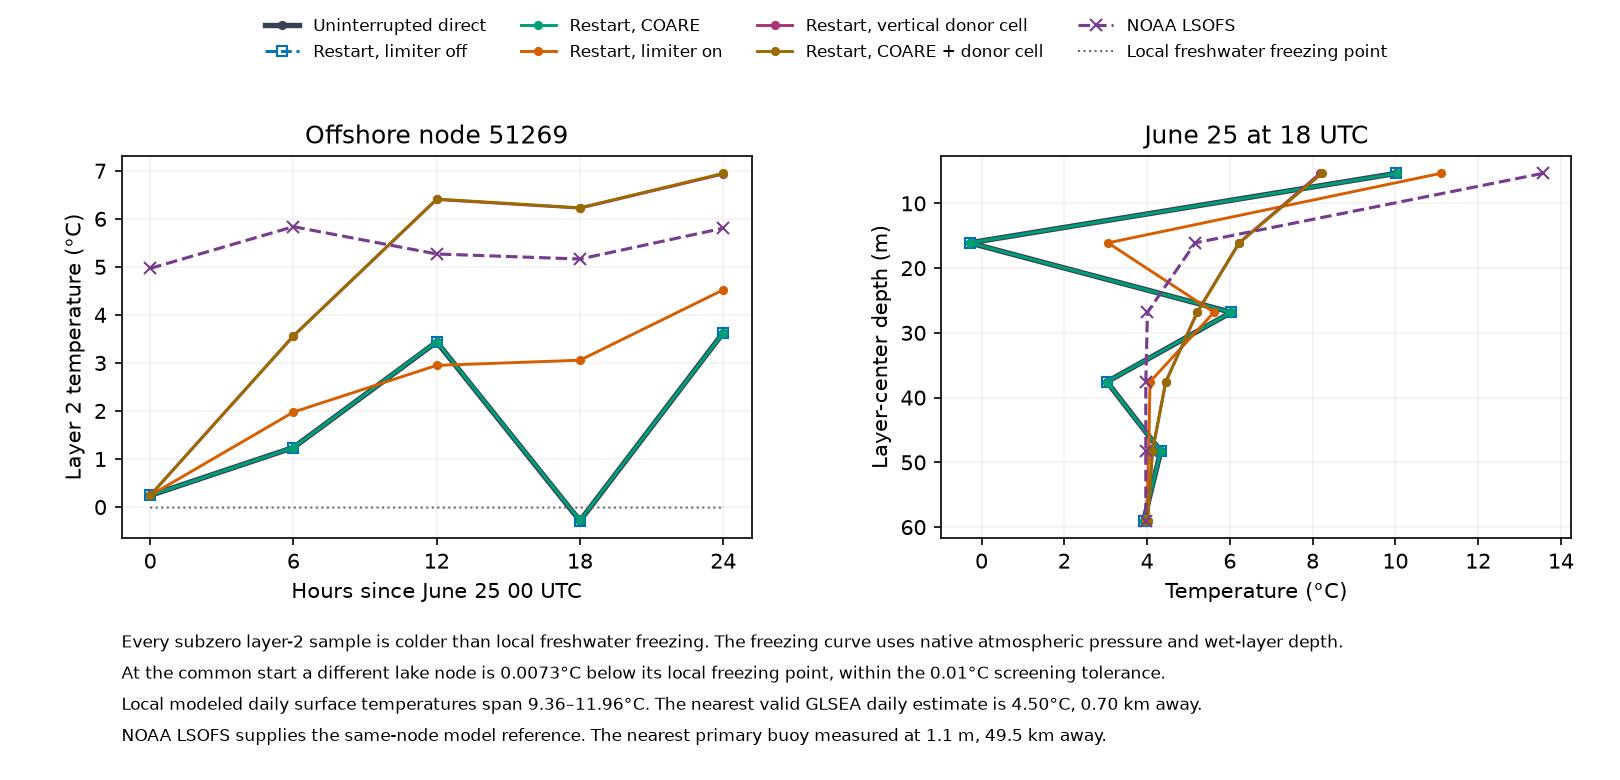 Uninterrupted direct
Restart, limiter off
Restart, COARE
Restart, limiter on
Restart, vertical donor cell
Restart, COARE + donor cell
NOAA LSOFS
Local freshwater freezing point
Offshore node 51269
Layer 2 temperature (°C)
7
6
5
4
3
2
1
0
0
6
12
18
24
Hours since June 25 00 UTC
June 25 at 18 UTC
Layer-center depth (m)
10
20
30
40
50
60
0
2
4
6
8
10
12
14
Temperature (°C)
Every subzero layer-2 sample is colder than local freshwater freezing. The freezing curve uses native atmospheric pressure and wet-layer depth.
At the common start a different lake node is 0.0073°C below its local freezing point, within the 0.01°C screening tolerance.
Local modeled daily surface temperatures span 9.36–11.96°C. The nearest valid GLSEA daily estimate is 4.50°C, 0.70 km away.
NOAA LSOFS supplies the same-node model reference. The nearest primary buoy measured at 1.1 m, 49.5 km away.